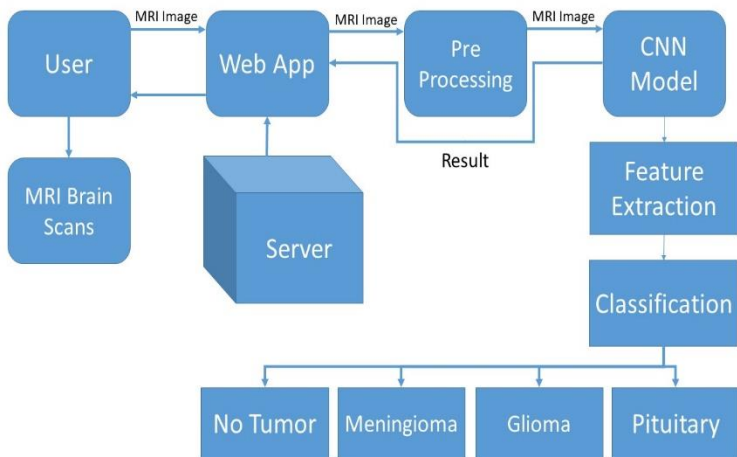 MRI Image
MRI Image
MRI Image
User
Web App
Pre
Processing
CNN
Model
Result
MRI Brain
Scans
Server
Feature
Extraction
Classification
No Tumor
Meningioma
Glioma
Pituitary